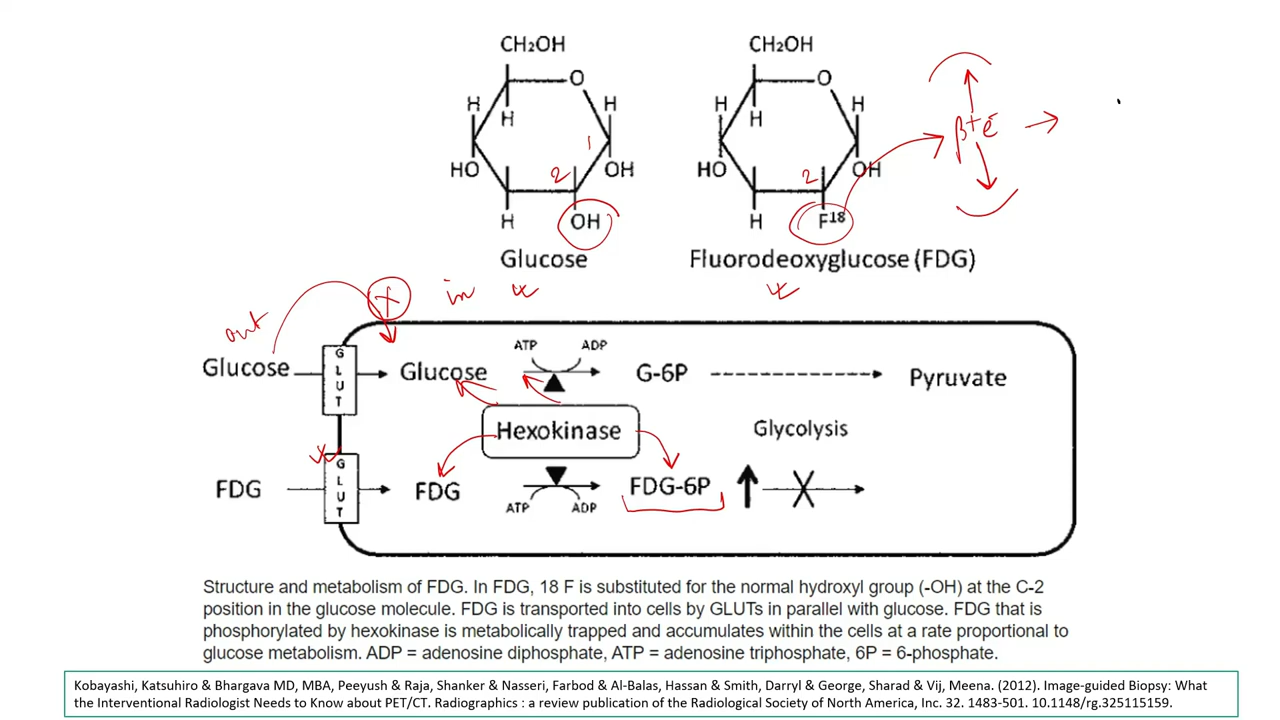 CH₂OH CH₂OH
O O
H H H H
H H
1
HO 2 OH HO 2 OH
H OH H F¹⁸
β⁺ e⁻
Glucose Fluorodeoxyglucose (FDG)
out + in
Glucose GLUT Glucose ATP ADP G-6P Pyruvate
Hexokinase Glycolysis
FDG GLUT FDG ATP ADP FDG-6P
Structure and metabolism of FDG. In FDG, 18 F is substituted for the normal hydroxyl group (-OH) at the C-2
position in the glucose molecule. FDG is transported into cells by GLUTs in parallel with glucose. FDG that is
phosphorylated by hexokinase is metabolically trapped and accumulates within the cells at a rate proportional to
glucose metabolism. ADP = adenosine diphosphate, ATP = adenosine triphosphate, 6P = 6-phosphate.
Kobayashi, Katsuhiro & Bhargava MD, MBA, Peeyush & Raja, Shanker & Nasseri, Farbod & Al-Balas, Hassan & Smith, Darryl & George, Sharad & Vij, Meena. (2012). Image-guided Biopsy: What
the Interventional Radiologist Needs to Know about PET/CT. Radiographics : a review publication of the Radiological Society of North America, Inc. 32. 1483-501. 10.1148/rg.325115159.